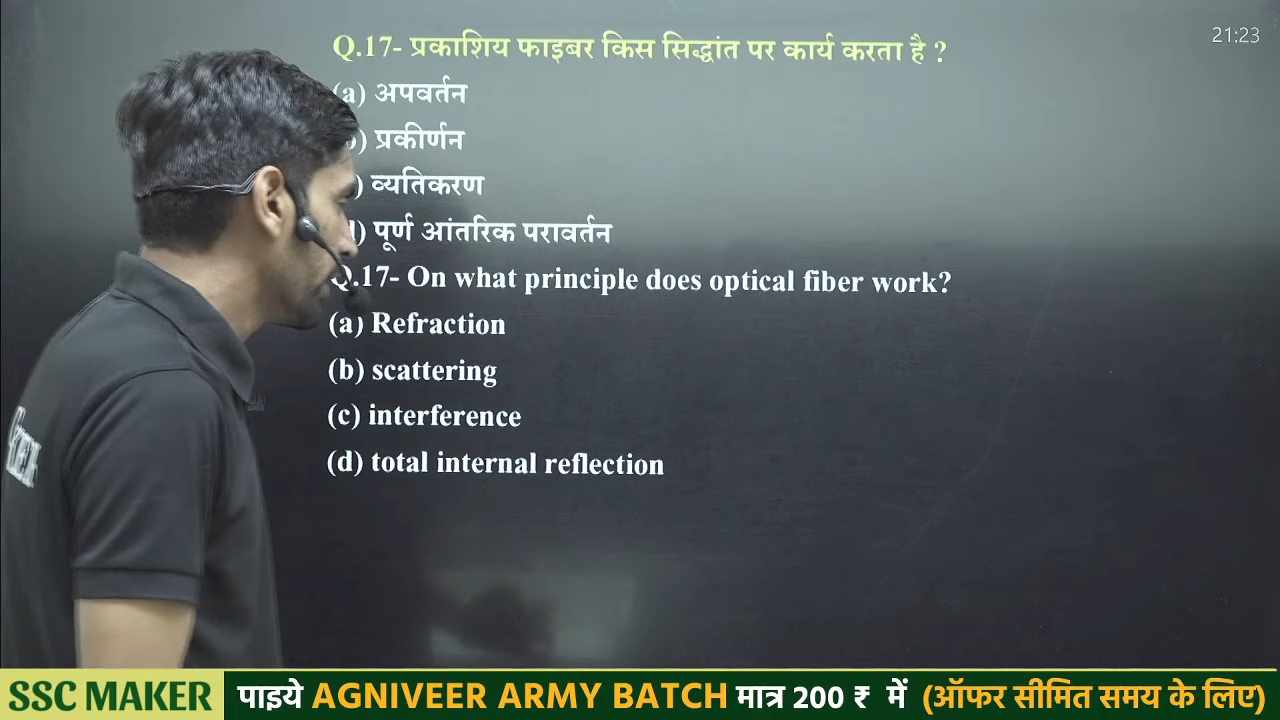 21:23
Q.17- प्रकाशिय फाइबर किस सिद्धांत पर कार्य करता है ?
a) अपवर्तन
) प्रकीर्णन
) व्यतिकरण
) पूर्ण आंतरिक परावर्तन
Q.17- On what principle does optical fiber work?
(a) Refraction
(b) scattering
(c) interference
(d) total internal reflection
SSC MAKER पाइये AGNIVEER ARMY BATCH मात्र 200 ₹ में (ऑफर सीमित समय के लिए)